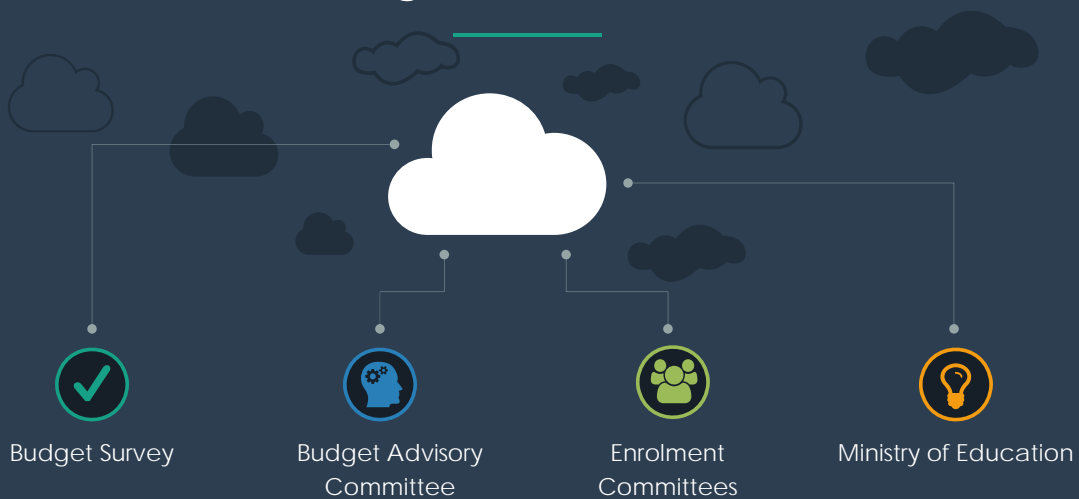 Budget Survey
Budget Advisory
Committee
Enrolment
Committees
Ministry of Education